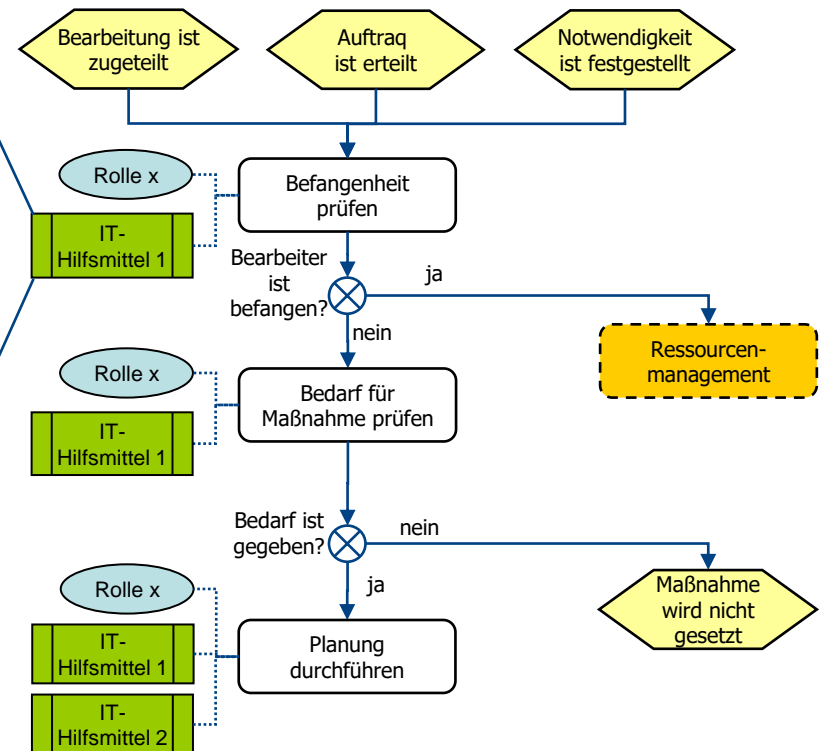 Bearbeitung ist
zugeteilt
Auftraq
ist erteilt
Notwendigkeit
ist festgestellt
Rolle x
IT-
Hilfsmittel 1
Befangenheit
prüfen
Bearbeiter
ist
befangen?
ja
nein
Ressourcen-
management
Rolle x
IT-
Hilfsmittel 1
Bedarf für
Maßnahme prüfen
Bedarf ist
gegeben?
nein
ja
Maßnahme
wird nicht
gesetzt
Rolle x
IT-
Hilfsmittel 1
IT-
Hilfsmittel 2
Planung
durchführen